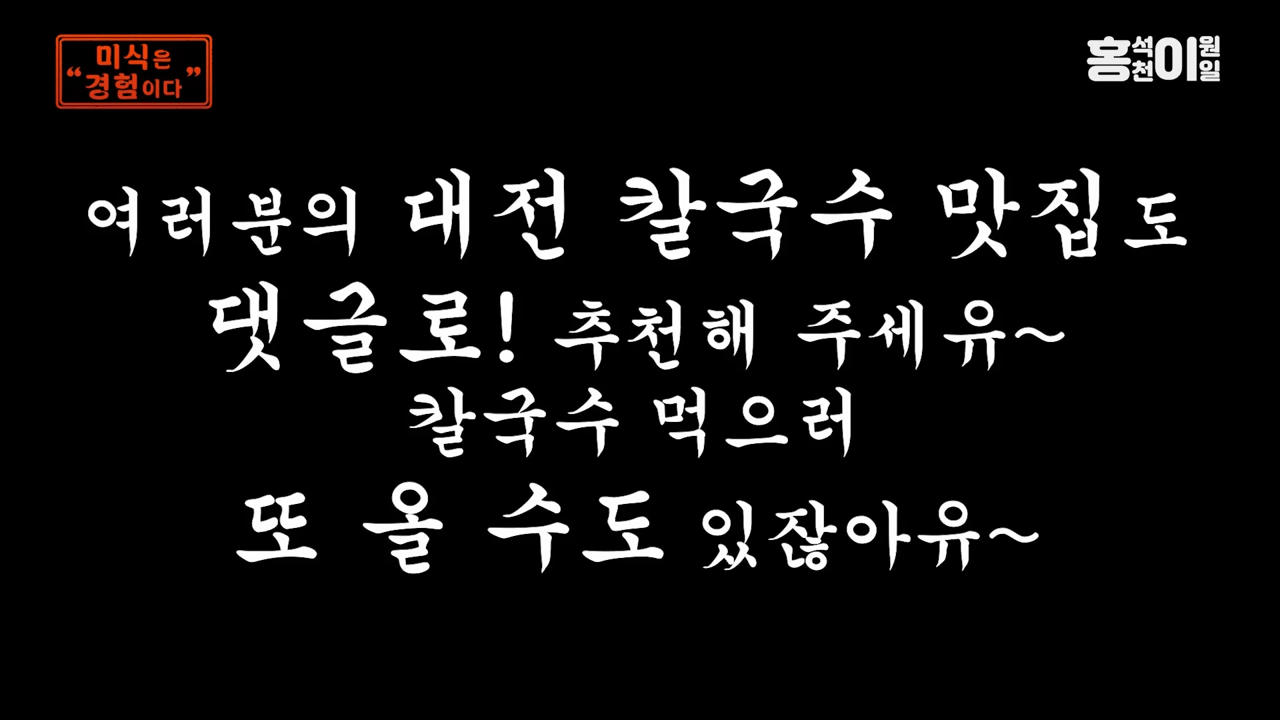 미식은
“경험이다”
홍석천이원일
여러분의 대전 칼국수 맛집도
댓글로! 추천해 주세유~
칼국수 먹으러
또 올 수도 있잖아유~